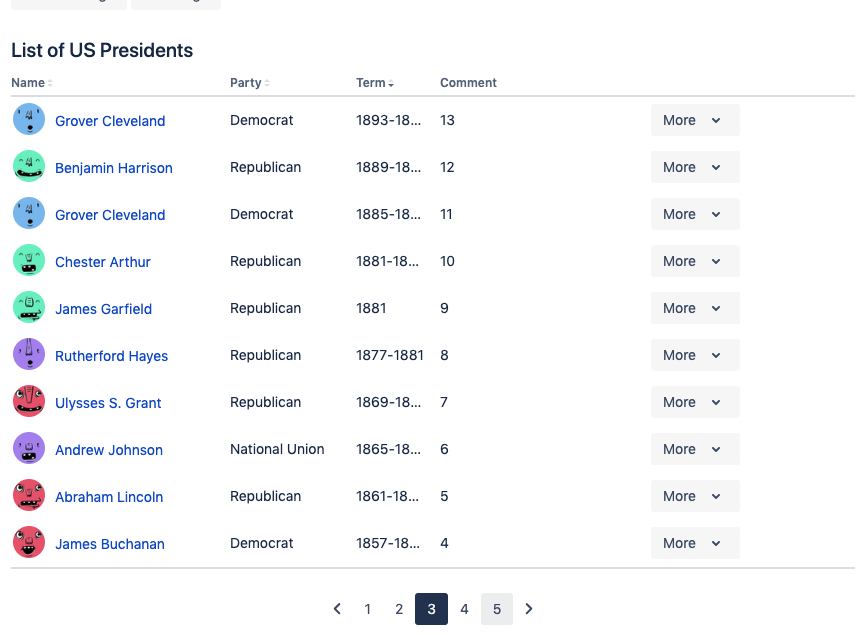 List of US Presidents
Name Party Term Comment
Grover Cleveland Democrat 1893-18... 13 More
Benjamin Harrison Republican 1889-18... 12 More
Grover Cleveland Democrat 1885-18... 11 More
Chester Arthur Republican 1881-18... 10 More
James Garfield Republican 1881 9 More
Rutherford Hayes Republican 1877-1881 8 More
Ulysses S. Grant Republican 1869-18... 7 More
Andrew Johnson National Union 1865-18... 6 More
Abraham Lincoln Republican 1861-18... 5 More
James Buchanan Democrat 1857-18... 4 More
1 2 3 4 5